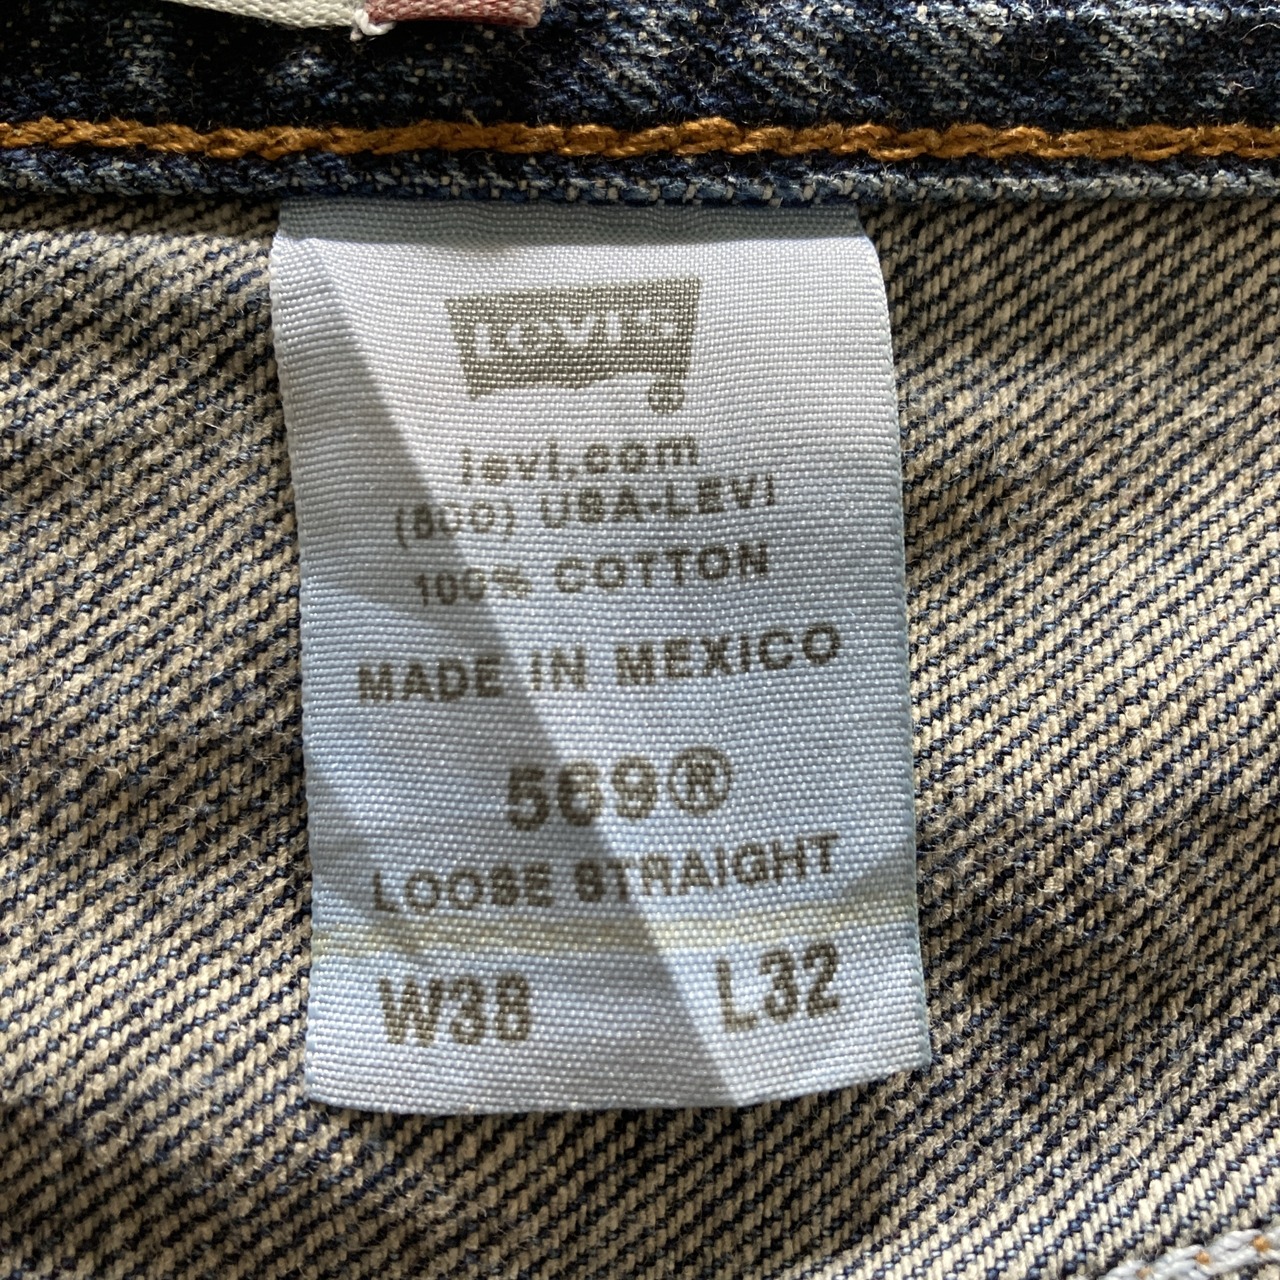 Levi's
®
levi.com
(800) USA-LEVI
100% COTTON
MADE IN MEXICO
569®
LOOSE STRAIGHT
W38 L32